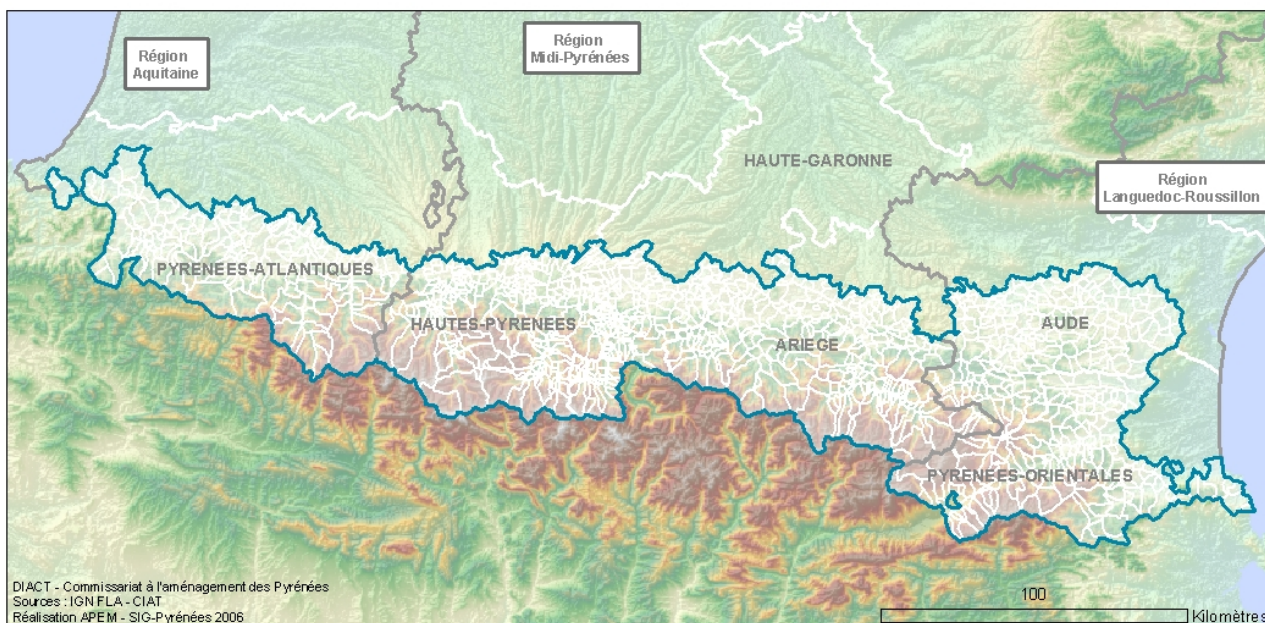 Région
Aquitaine
Région
Midi-Pyrénées
HAUTE-GARONNE
Région
Languedoc-Roussillon
PYRENEES-ATLANTIQUES
HAUTES-PYRENEES
ARIEGE
AUDE
PYRENEES-ORIENTALES
DIACT - Commissariat à l'aménagement des Pyrénées
Sources : IGN FLA - CIAT
Réalisation APEM - SIG-Pyrénées 2006
100
Kilomètres